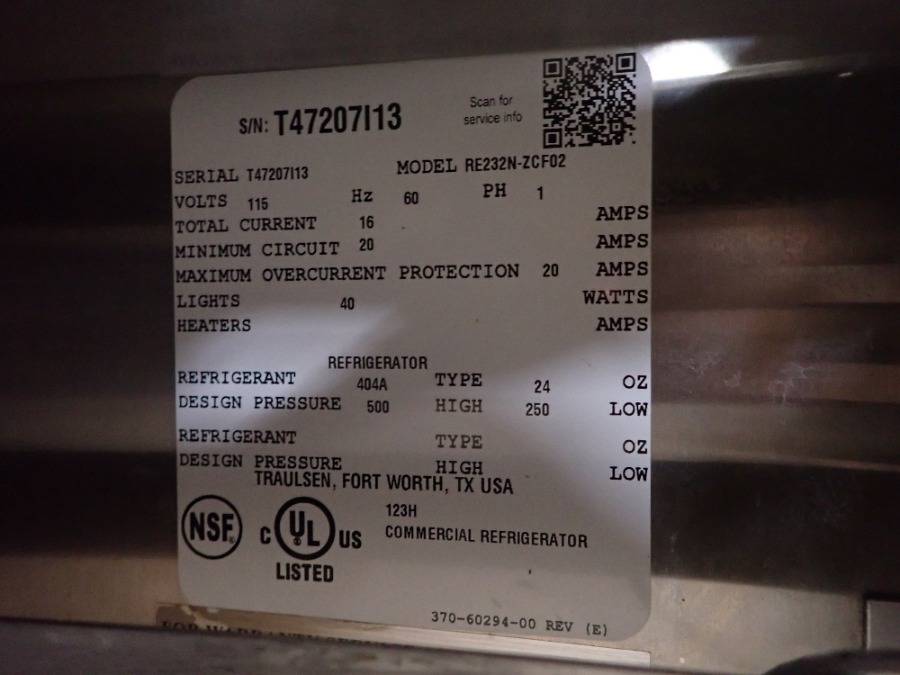 S/N: T47207I13
Scan for
service info
SERIAL T47207I13 MODEL RE232N-ZCF02
VOLTS 115 Hz 60 PH 1
TOTAL CURRENT 16 AMPS
MINIMUM CIRCUIT 20 AMPS
MAXIMUM OVERCURRENT PROTECTION 20 AMPS
LIGHTS 40 WATTS
HEATERS AMPS
REFRIGERATOR
REFRIGERANT 404A TYPE 24 OZ
DESIGN PRESSURE 500 HIGH 250 LOW
REFRIGERANT TYPE OZ
DESIGN PRESSURE HIGH LOW
TRAULSEN, FORT WORTH, TX USA
NSF®
C UL® US
LISTED
123H
COMMERCIAL REFRIGERATOR
370-60294-00 REV (E)